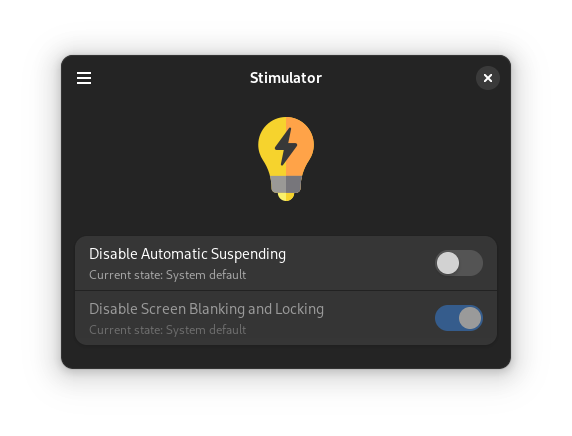 Stimulator
Disable Automatic Suspending
Current state: System default
Disable Screen Blanking and Locking
Current state: System default